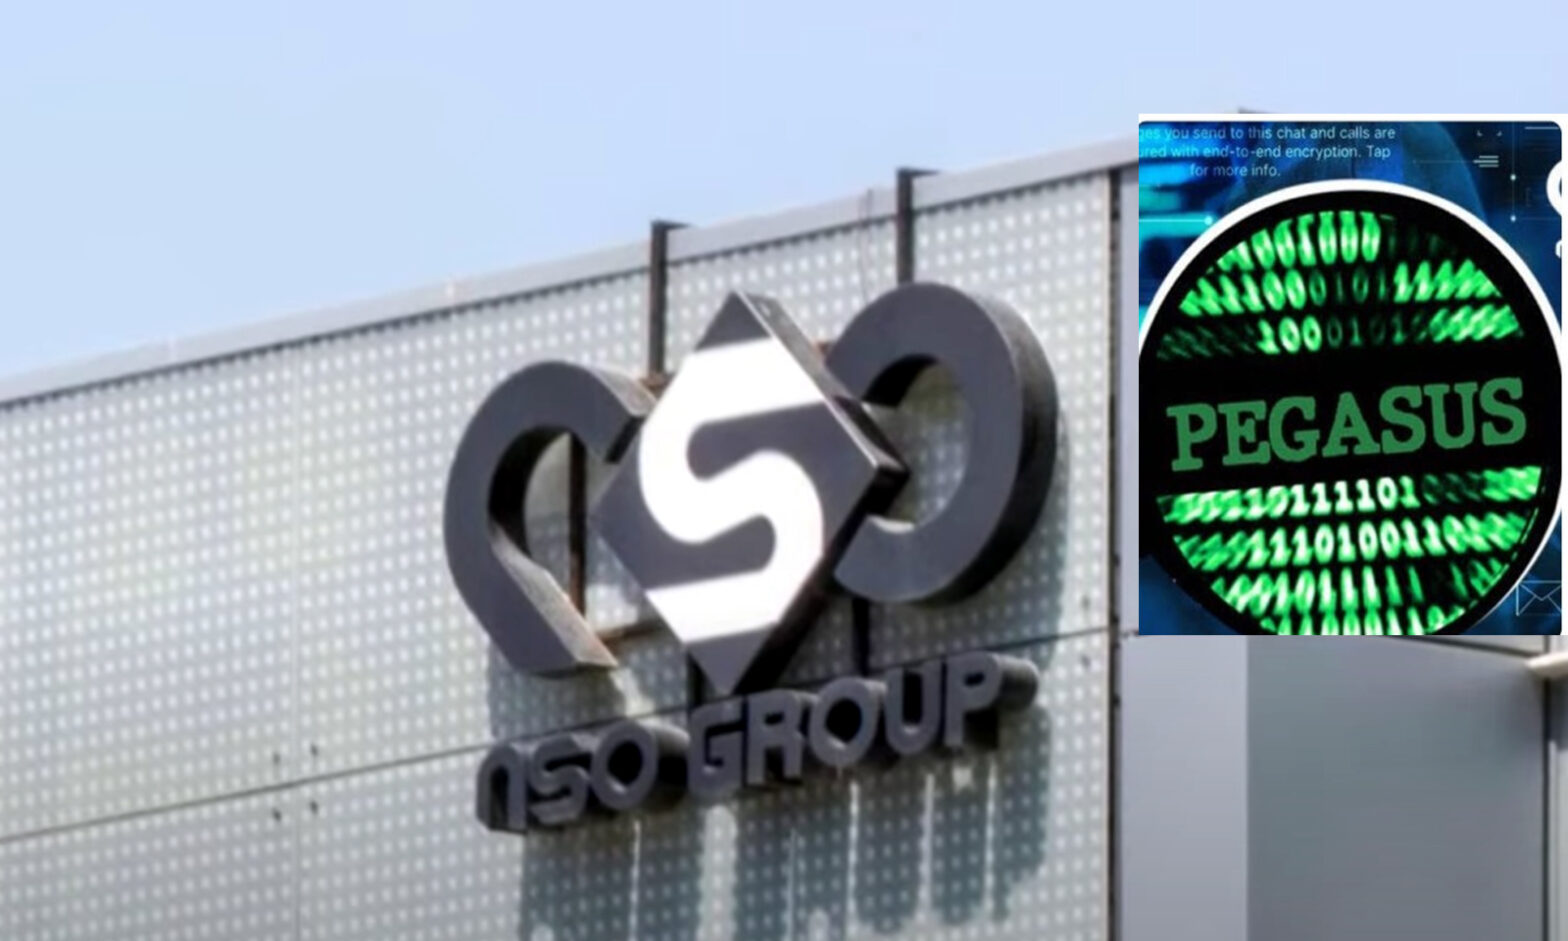 NSO
NSO GROUP
ges you send to this chat and calls are
ured with end-to-end encryption. Tap
for more info.
PEGASUS